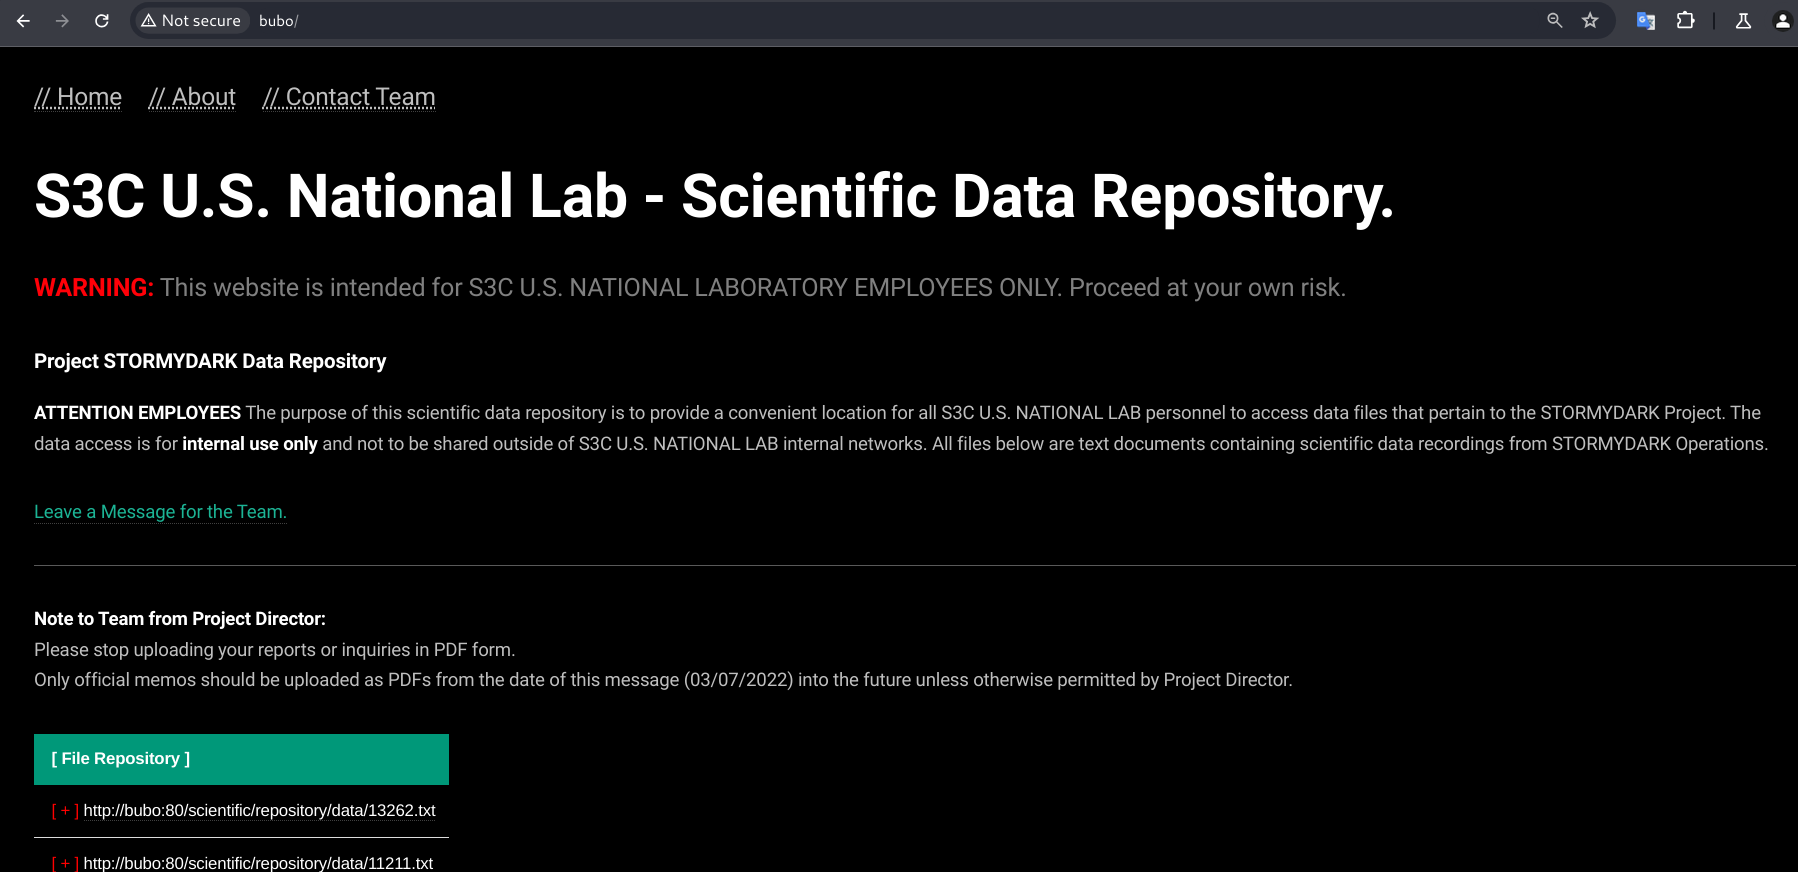 Not secure bubo/
// Home // About // Contact Team
S3C U.S. National Lab - Scientific Data Repository.
WARNING: This website is intended for S3C U.S. NATIONAL LABORATORY EMPLOYEES ONLY. Proceed at your own risk.
Project STORMYDARK Data Repository
ATTENTION EMPLOYEES The purpose of this scientific data repository is to provide a convenient location for all S3C U.S. NATIONAL LAB personnel to access data files that pertain to the STORMYDARK Project. The
data access is for internal use only and not to be shared outside of S3C U.S. NATIONAL LAB internal networks. All files below are text documents containing scientific data recordings from STORMYDARK Operations.
Leave a Message for the Team.
Note to Team from Project Director:
Please stop uploading your reports or inquiries in PDF form.
Only official memos should be uploaded as PDFs from the date of this message (03/07/2022) into the future unless otherwise permitted by Project Director.
[ File Repository ]
[ + ] http://bubo:80/scientific/repository/data/13262.txt
[ + ] http://bubo:80/scientific/repository/data/11211.txt